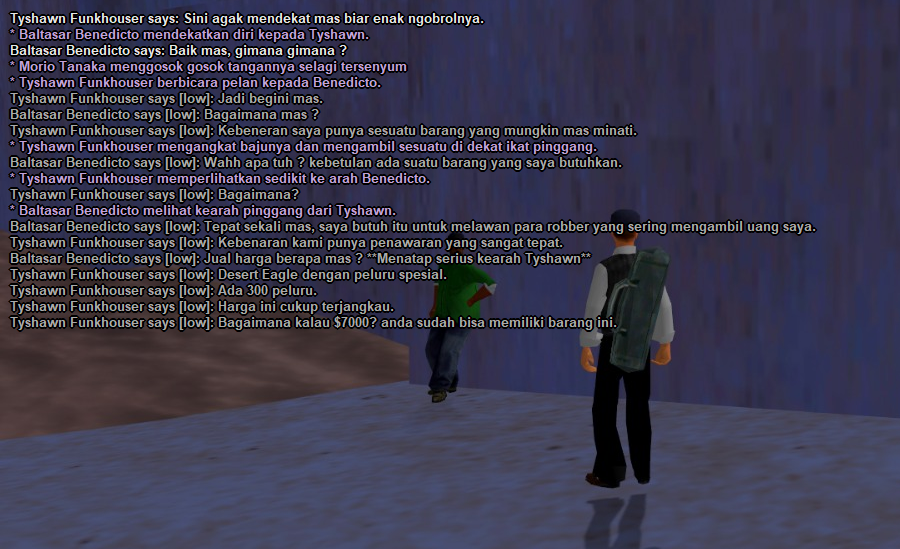 Tyshawn Funkhouser says: Sini agak mendekat mas biar enak ngobrolnya.
* Baltasar Benedicto mendekatkan diri kepada Tyshawn.
Baltasar Benedicto says: Baik mas, gimana gimana ?
* Morio Tanaka menggosok gosok tangannya selagi tersenyum
* Tyshawn Funkhouser berbicara pelan kepada Benedicto.
Tyshawn Funkhouser says [low]: Jadi begini mas.
Baltasar Benedicto says [low]: Bagaimana mas ?
Tyshawn Funkhouser says [low]: Kebeneran saya punya sesuatu barang yang mungkin mas minati.
* Tyshawn Funkhouser mengangkat bajunya dan mengambil sesuatu di dekat ikat pinggang.
Baltasar Benedicto says [low]: Wahh apa tuh ? kebetulan ada suatu barang yang saya butuhkan.
* Tyshawn Funkhouser memperlihatkan sedikit ke arah Benedicto.
Tyshawn Funkhouser says [low]: Bagaimana?
* Baltasar Benedicto melihat kearah pinggang dari Tyshawn.
Baltasar Benedicto says [low]: Tepat sekali mas, saya butuh itu untuk melawan para robber yang sering mengambil uang saya.
Tyshawn Funkhouser says [low]: Kebenaran kami punya penawaran yang sangat tepat.
Baltasar Benedicto says [low]: Jual harga berapa mas ? **Menatap serius kearah Tyshawn**
Tyshawn Funkhouser says [low]: Desert Eagle dengan peluru spesial.
Tyshawn Funkhouser says [low]: Ada 300 peluru.
Tyshawn Funkhouser says [low]: Harga ini cukup terjangkau.
Tyshawn Funkhouser says [low]: Bagaimana kalau $7000? anda sudah bisa memiliki barang ini.